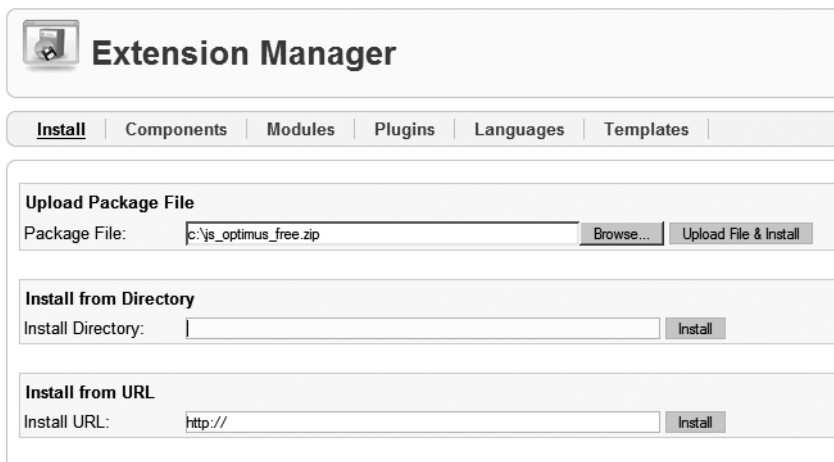 Extension Manager
Install Components Modules Plugins Languages Templates
Upload Package File
Package File: c:\js_optimus_free.zip Browse... Upload File & Install
Install from Directory
Install Directory: Install
Install from URL
Install URL: http:// Install